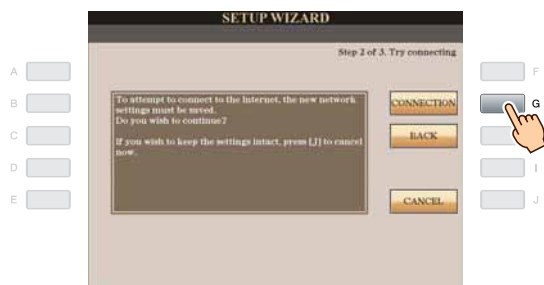 SETUP WIZARD
Step 2 of 3. Try connecting
A
F
To attempt to connect to the Internet, the new network
settings must be saved.
Do you wish to continue?
If you wish to keep the settings intact, press [J] to cancel
now.
CONNECTION
B
G
BACK
C
D
I
CANCEL
E
J